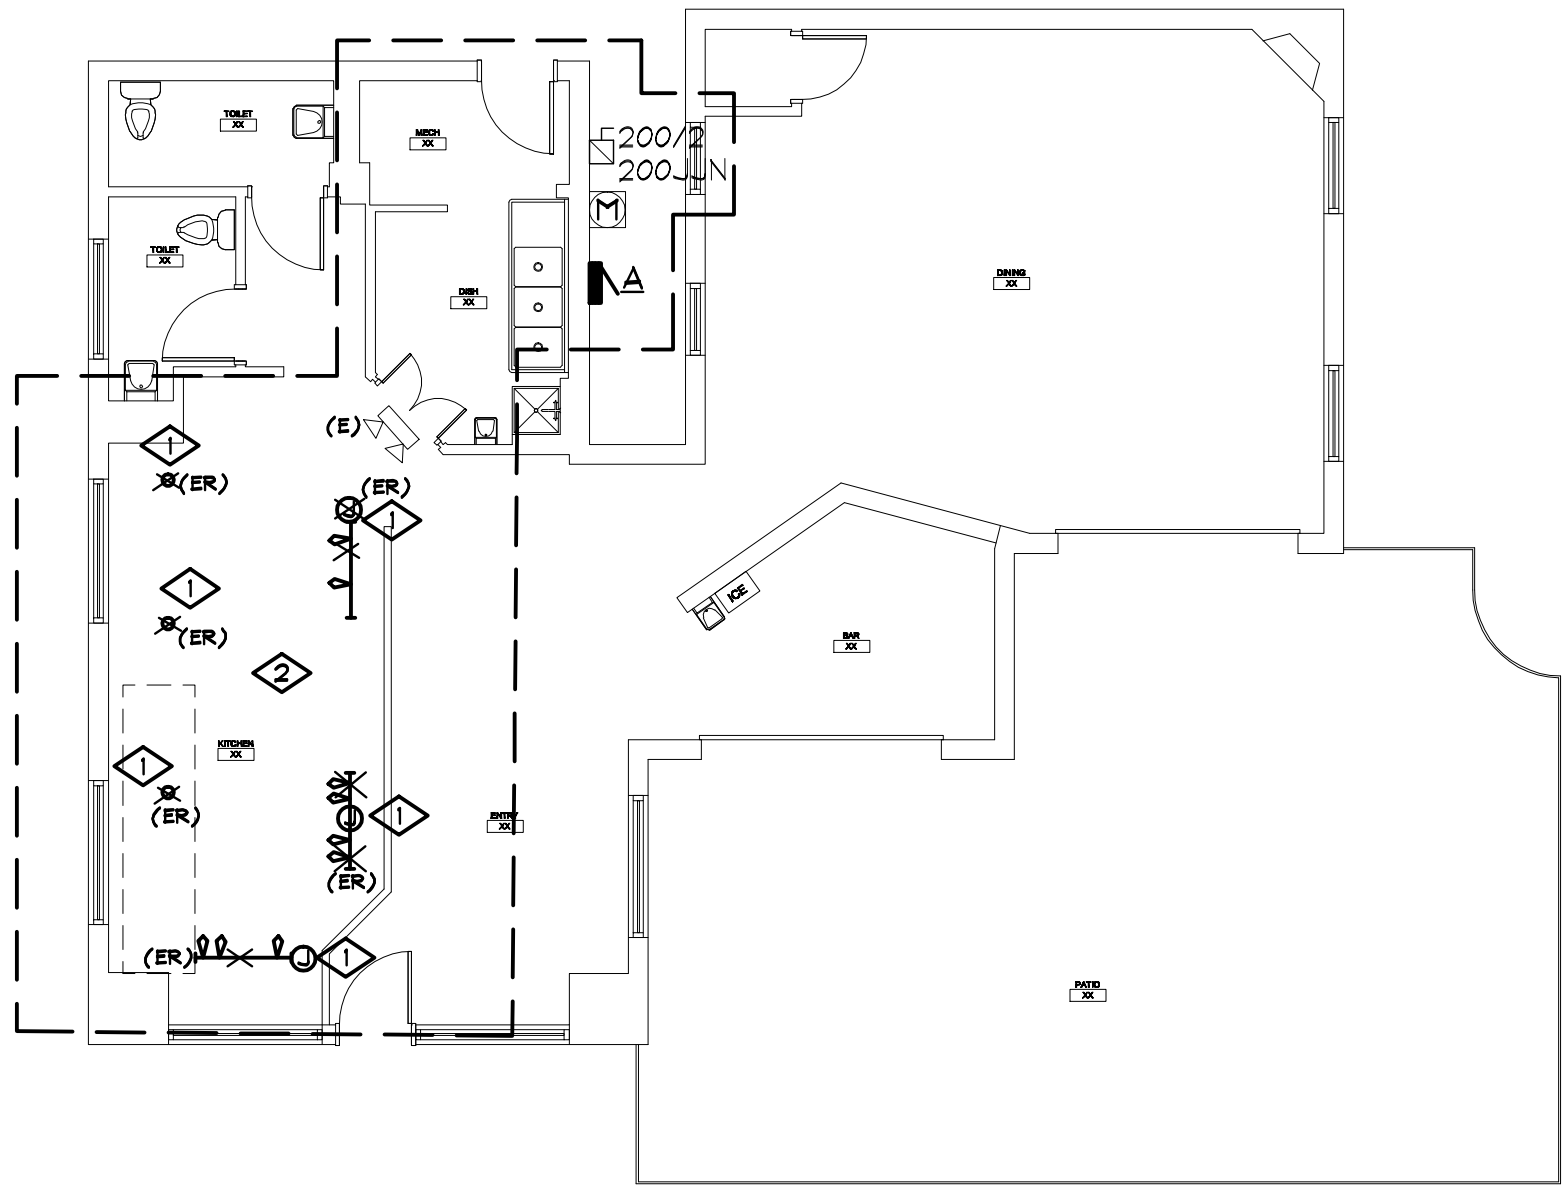 TOILET
XX
MECH
XX
200/2
200JJN
M
TOILET
XX
DINING
XX
A
DISH
XX
(E)
1
(ER)
(ER)
J
1
1
ICE
(ER)
BAR
XX
2
KITCHEN
XX
1
(ER)
J
1
ENTRY
XX
(ER)
(ER)
J
1
PATIO
XX